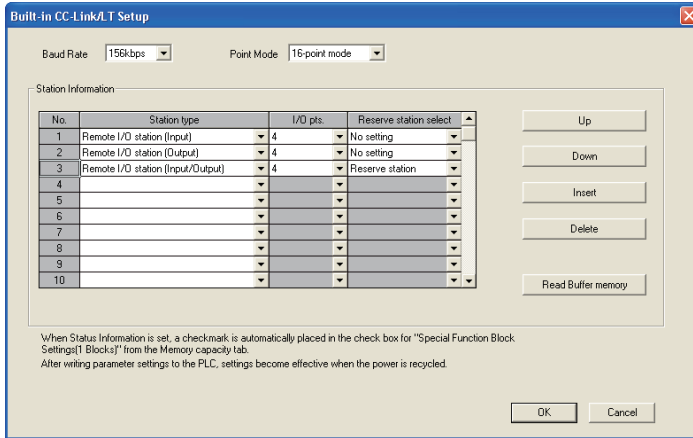 Built-in CC-Link/LT Setup
Baud Rate 156kbps Point Mode 16-point mode
Station Information
No. Station type I/O pts. Reserve station select
1 Remote I/O station (Input) 4 No setting
2 Remote I/O station (Output) 4 No setting
3 Remote I/O station (Input/Output) 4 Reserve station
4
5
6
7
8
9
10
Up
Down
Insert
Delete
Read Buffer memory
When Status Information is set, a checkmark is automatically placed in the check box for "Special Function Block
Settings(1 Blocks)" from the Memory capacity tab.
After writing parameter settings to the PLC, settings become effective when the power is recycled.
OK Cancel